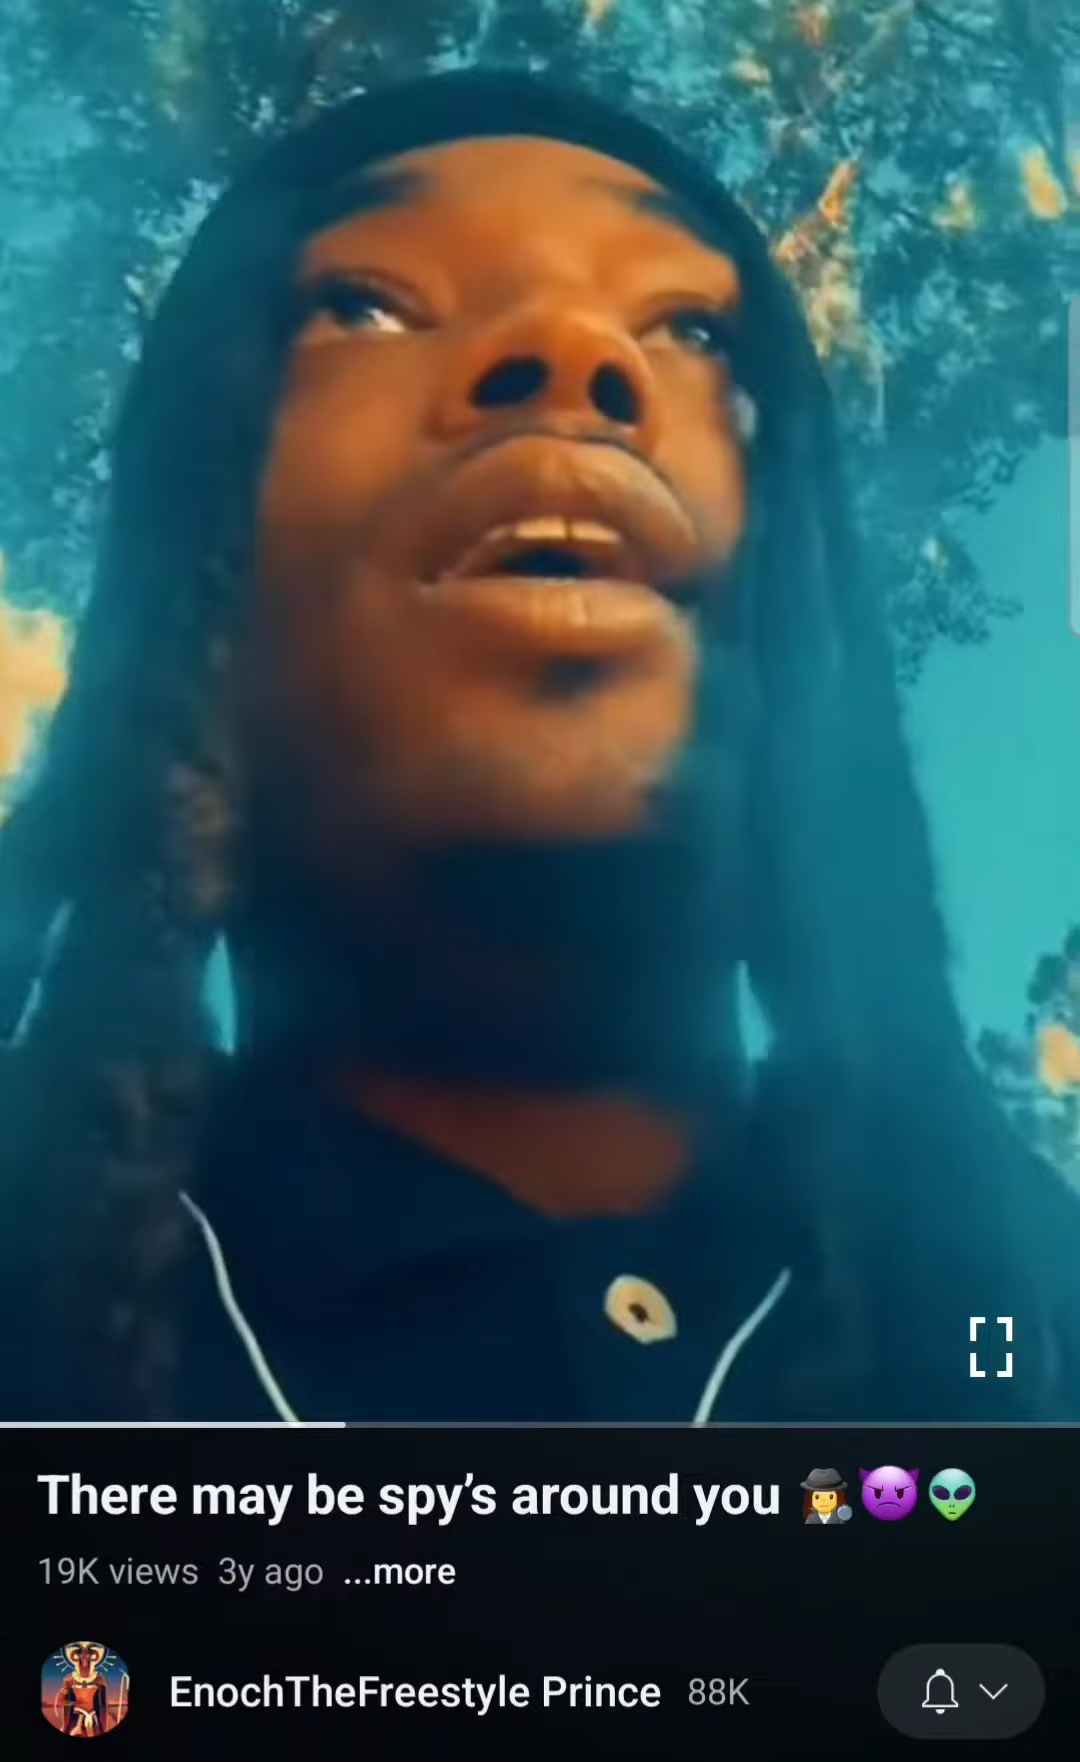 There may be spy’s around you 🕵️‍♀️👿👽
19K views 3y ago ...more
EnochTheFreestyle Prince 88K